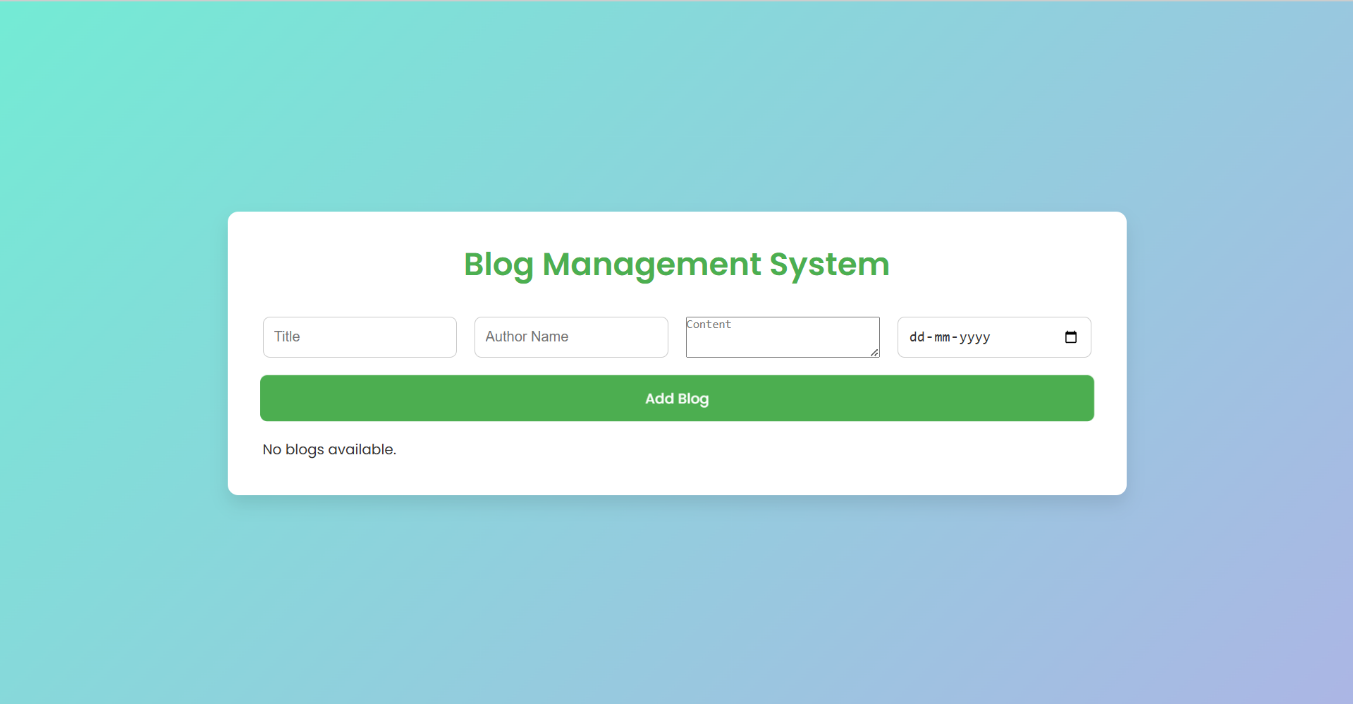 Blog Management System
Title
Author Name
Content
dd-mm-yyyy
Add Blog
No blogs available.